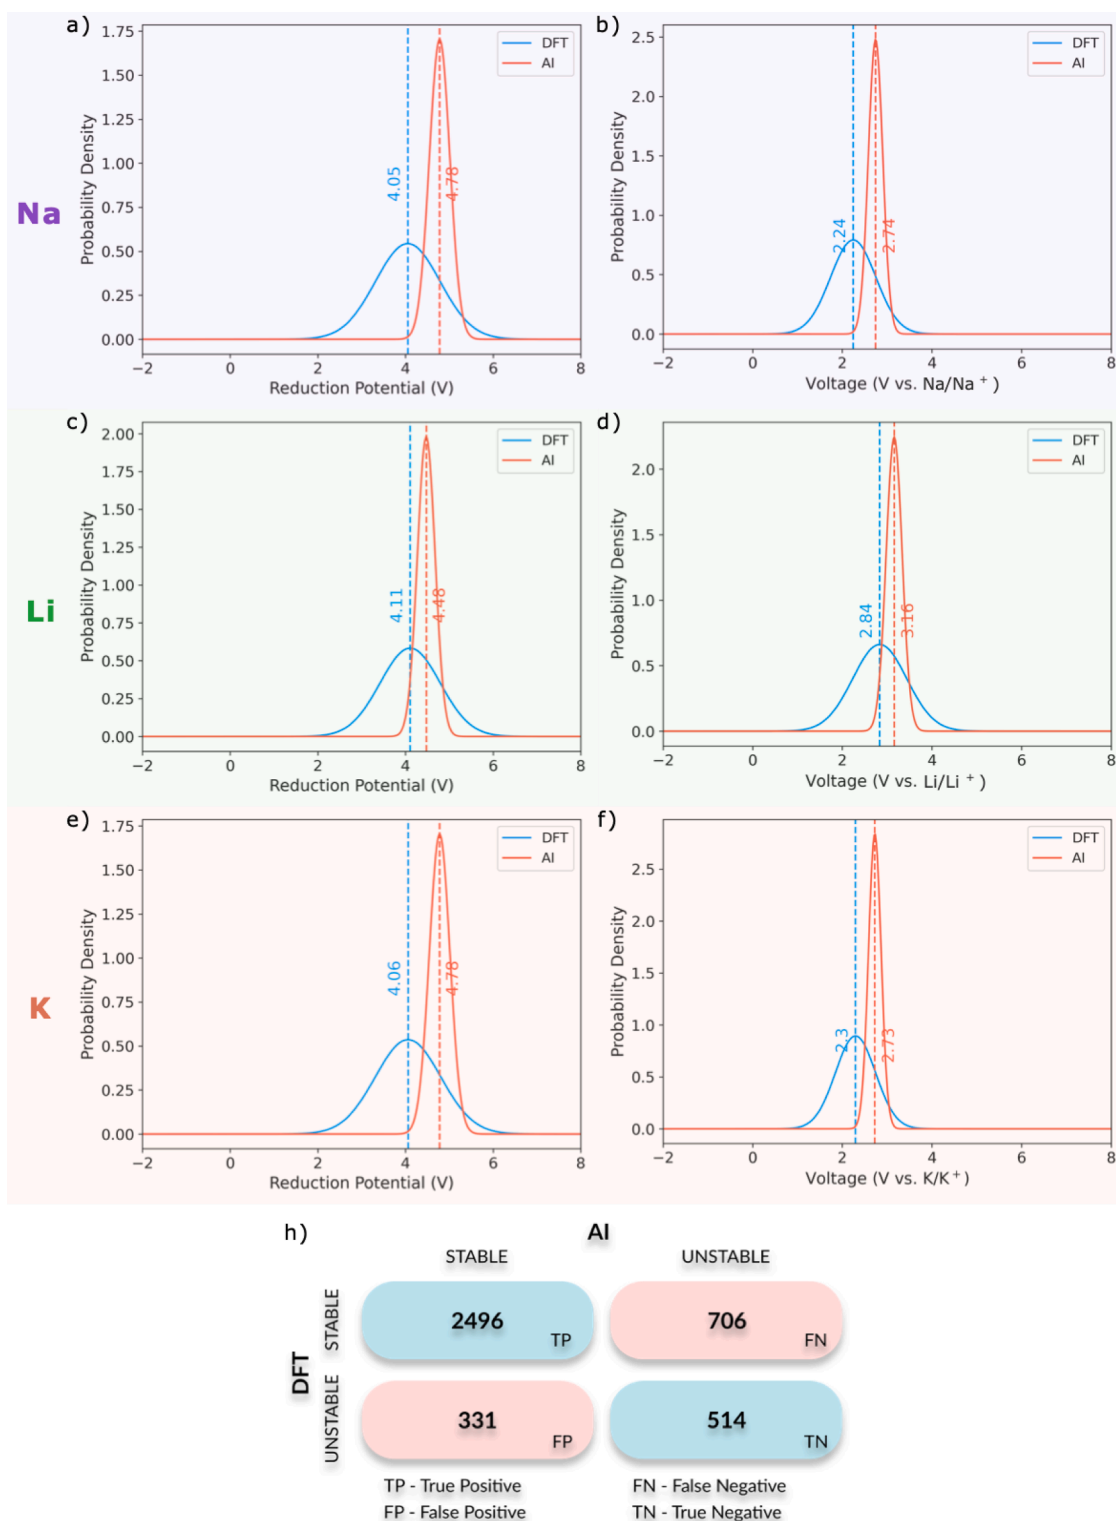 a)
1.75
1.50
1.25
1.00
0.75
0.50
0.25
0.00
Probability Density
4.05
4.78
DFT
AI
−2 0 2 4 6 8
Reduction Potential (V)
b)
2.5
2.0
1.5
1.0
0.5
0.0
Probability Density
2.24
2.74
DFT
AI
−2 0 2 4 6 8
Voltage (V vs. Na/Na⁺)
Na
c)
2.00
1.75
1.50
1.25
1.00
0.75
0.50
0.25
0.00
Probability Density
4.11
4.48
DFT
AI
−2 0 2 4 6 8
Reduction Potential (V)
d)
2.0
1.5
1.0
0.5
0.0
Probability Density
2.84
3.16
DFT
AI
−2 0 2 4 6 8
Voltage (V vs. Li/Li⁺)
Li
e)
1.75
1.50
1.25
1.00
0.75
0.50
0.25
0.00
Probability Density
4.06
4.78
DFT
AI
−2 0 2 4 6 8
Reduction Potential (V)
f)
2.5
2.0
1.5
1.0
0.5
0.0
Probability Density
2.3
2.73
DFT
AI
−2 0 2 4 6 8
Voltage (V vs. K/K⁺)
K
h)
AI
STABLE UNSTABLE
DFT
STABLE
2496 TP
706 FN
UNSTABLE
331 FP
514 TN
TP - True Positive
FP - False Positive
FN - False Negative
TN - True Negative